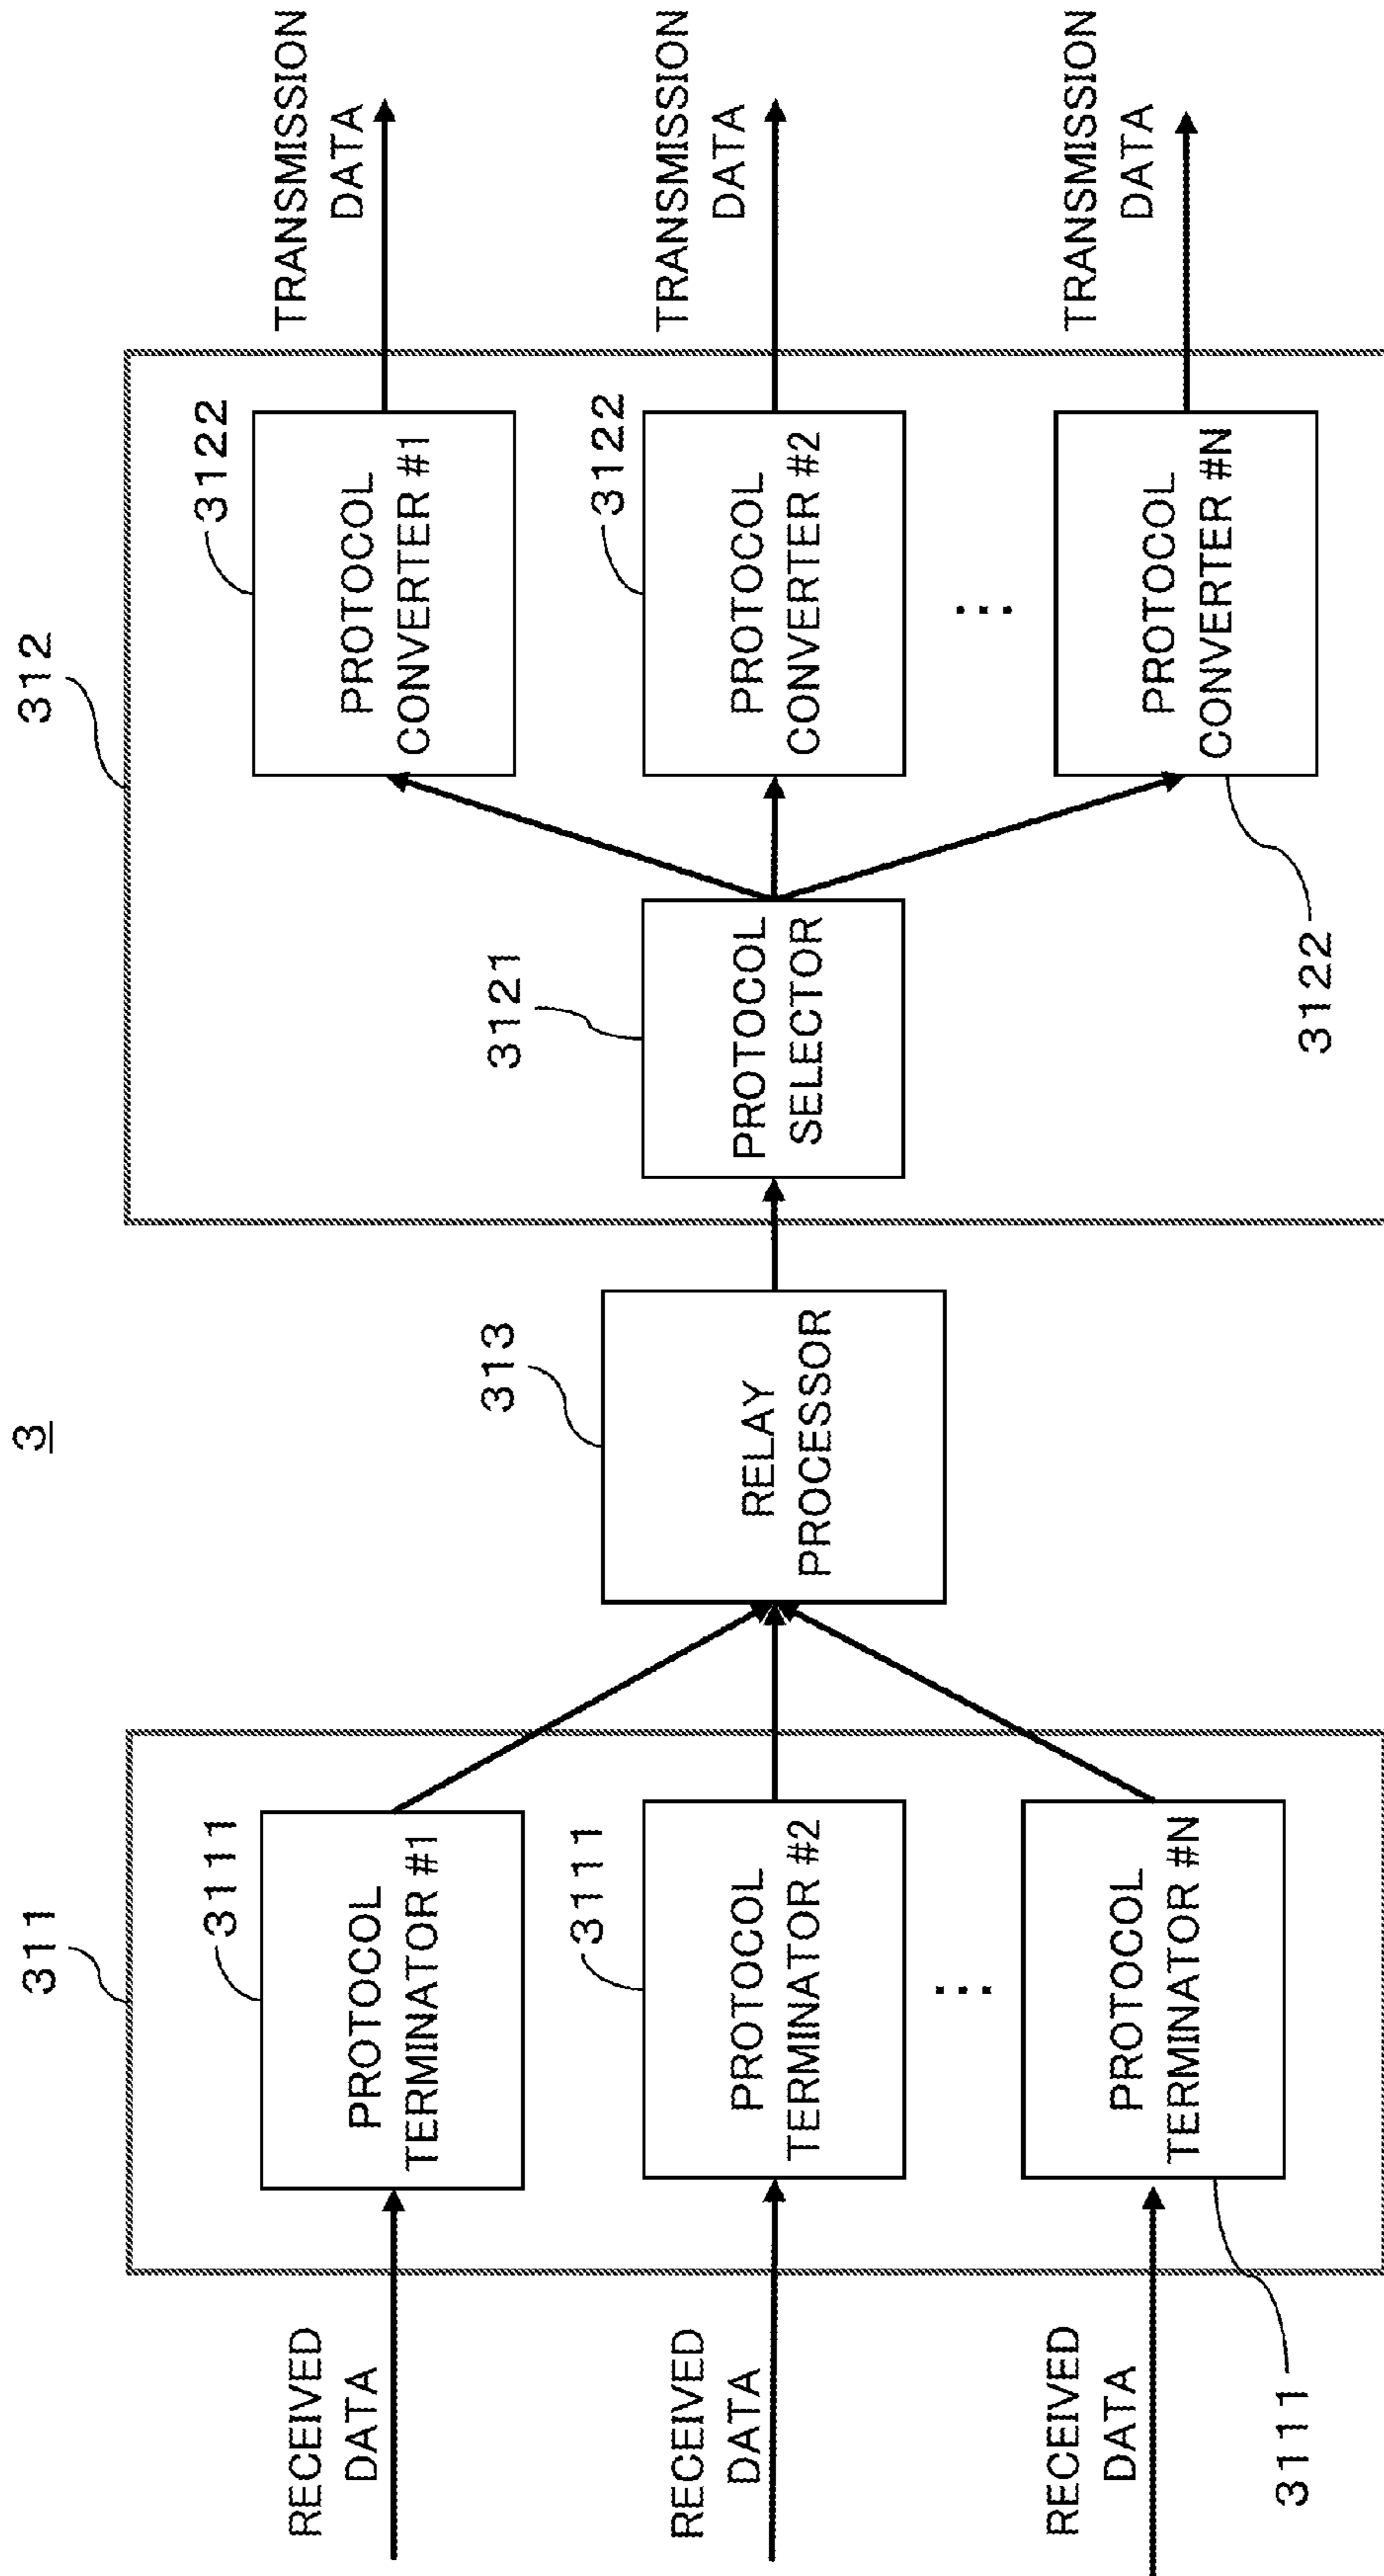 3
311
RECEIVED
DATA
3111
PROTOCOL
TERMINATOR #1
RECEIVED
DATA
3111
PROTOCOL
TERMINATOR #2
...
RECEIVED
DATA
PROTOCOL
TERMINATOR #N
3111
313
RELAY
PROCESSOR
312
3121
PROTOCOL
SELECTOR
3122
PROTOCOL
CONVERTER #1
TRANSMISSION
DATA
3122
PROTOCOL
CONVERTER #2
TRANSMISSION
DATA
...
PROTOCOL
CONVERTER #N
3122
TRANSMISSION
DATA